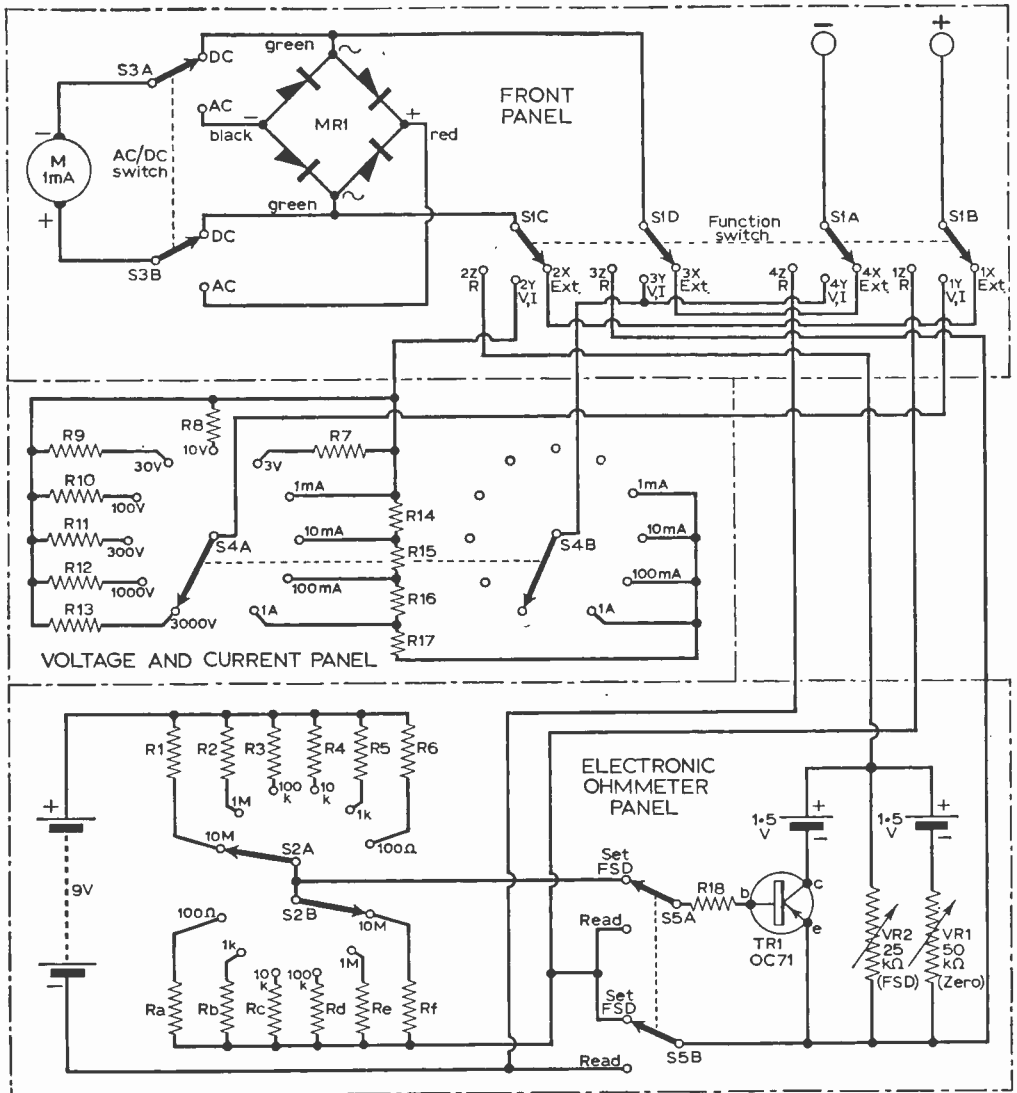 green
DC
S3A
AC
black
−
MR1
+
red
FRONT
PANEL
−
+
−
M
1mA
+
AC/DC
switch
green
DC
S3B
AC
S1C
S1D
Function
switch
S1A
S1B
2Z
R
2Y
V,I
2X
Ext.
3Z
R
3Y
V,I
3X
Ext.
4Z
R
4Y
V,I
4X
Ext.
1Z
R
1Y
V,I
1X
Ext.
R9
30V
R8
10V
R7
3V
R10
100V
1mA
1mA
R14
R11
300V
S4A
10mA
S4B
10mA
R15
R12
1000V
100mA
100mA
R16
R13
3000V
1A
1A
R17
VOLTAGE AND CURRENT PANEL
R1
R2
R3
R4
R5
R6
1M
100
k
10
k
1k
100Ω
10M
S2A
S2B
10M
ELECTRONIC
OHMMETER
PANEL
+
9V
−
100Ω
1k
10
k
100
k
1M
Ra
Rb
Rc
Rd
Re
Rf
Set
FSD
S5A
R18
b
c
e
TR1
OC71
Read
Set
FSD
S5B
Read
1·5
V
+
−
1·5
V
+
−
VR2
25
kΩ
(FSD)
VR1
50
kΩ
(Zero)